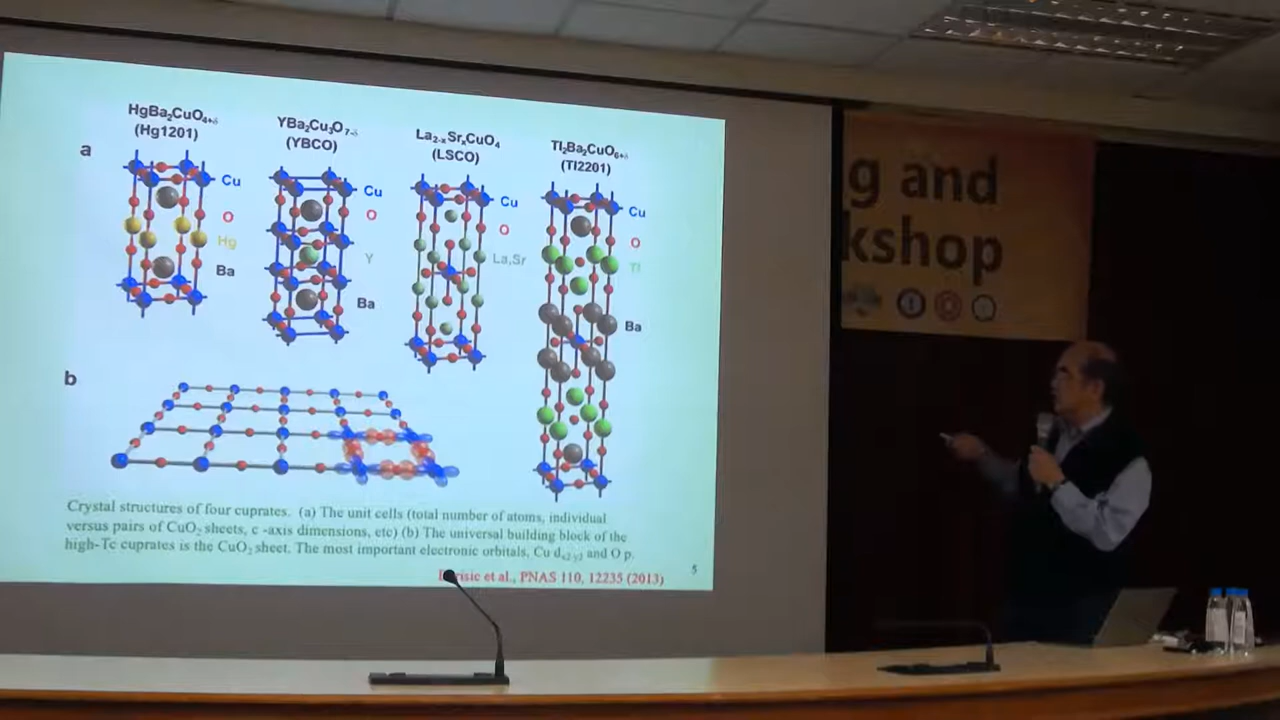 HgBa₂CuO₄₊δ
(Hg1201)
YBa₂Cu₃O₇₋δ
(YBCO)
La₂₋ₓSrₓCuO₄
(LSCO)
Tl₂Ba₂CuO₆₊δ
(Tl2201)
a
Cu
O
Hg
Ba
Cu
O
Y
Ba
Cu
O
La,Sr
Cu
O
Tl
Ba
b
Crystal structures of four cuprates. (a) The unit cells (total number of atoms, individual
versus pairs of CuO₂ sheets, c -axis dimensions, etc) (b) The universal building block of the
high-Tc cuprates is the CuO₂ sheet. The most important electronic orbitals, Cu dₓ₂₋y₂ and O p.
et al., PNAS 110, 12235 (2013)
5
g and
kshop